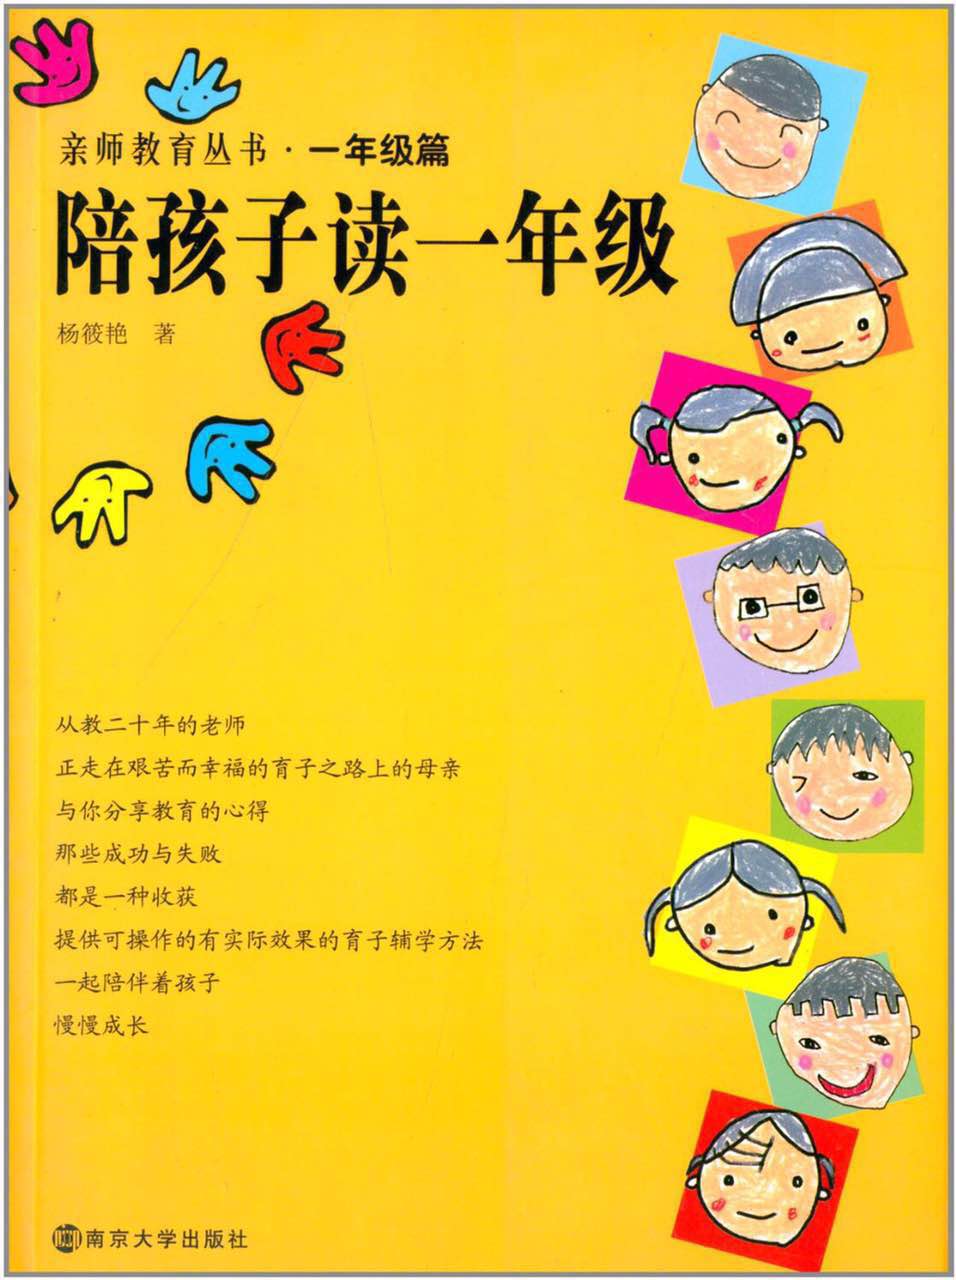 亲师教育丛书·一年级篇
陪孩子读一年级
杨筱艳 著
从教二十年的老师
正走在艰苦而幸福的育子之路上的母亲
与你分享教育的心得
那些成功与失败
都是一种收获
提供可操作的有实际效果的育子辅学方法
一起陪伴着孩子
慢慢成长
南京大学出版社